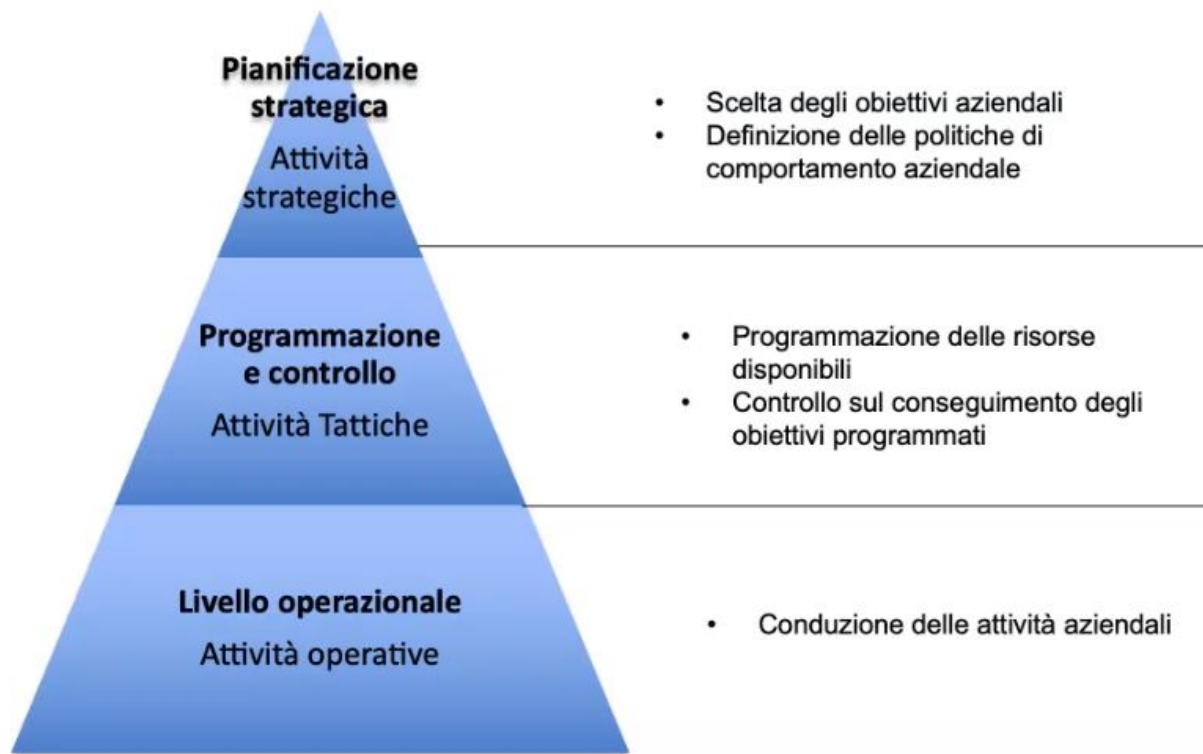 Pianificazione
strategica
Attività
strategiche
• Scelta degli obiettivi aziendali
• Definizione delle politiche di
comportamento aziendale
Programmazione
e controllo
Attività Tattiche
• Programmazione delle risorse
disponibili
• Controllo sul conseguimento degli
obiettivi programmati
Livello operazionale
Attività operative
• Conduzione delle attività aziendali